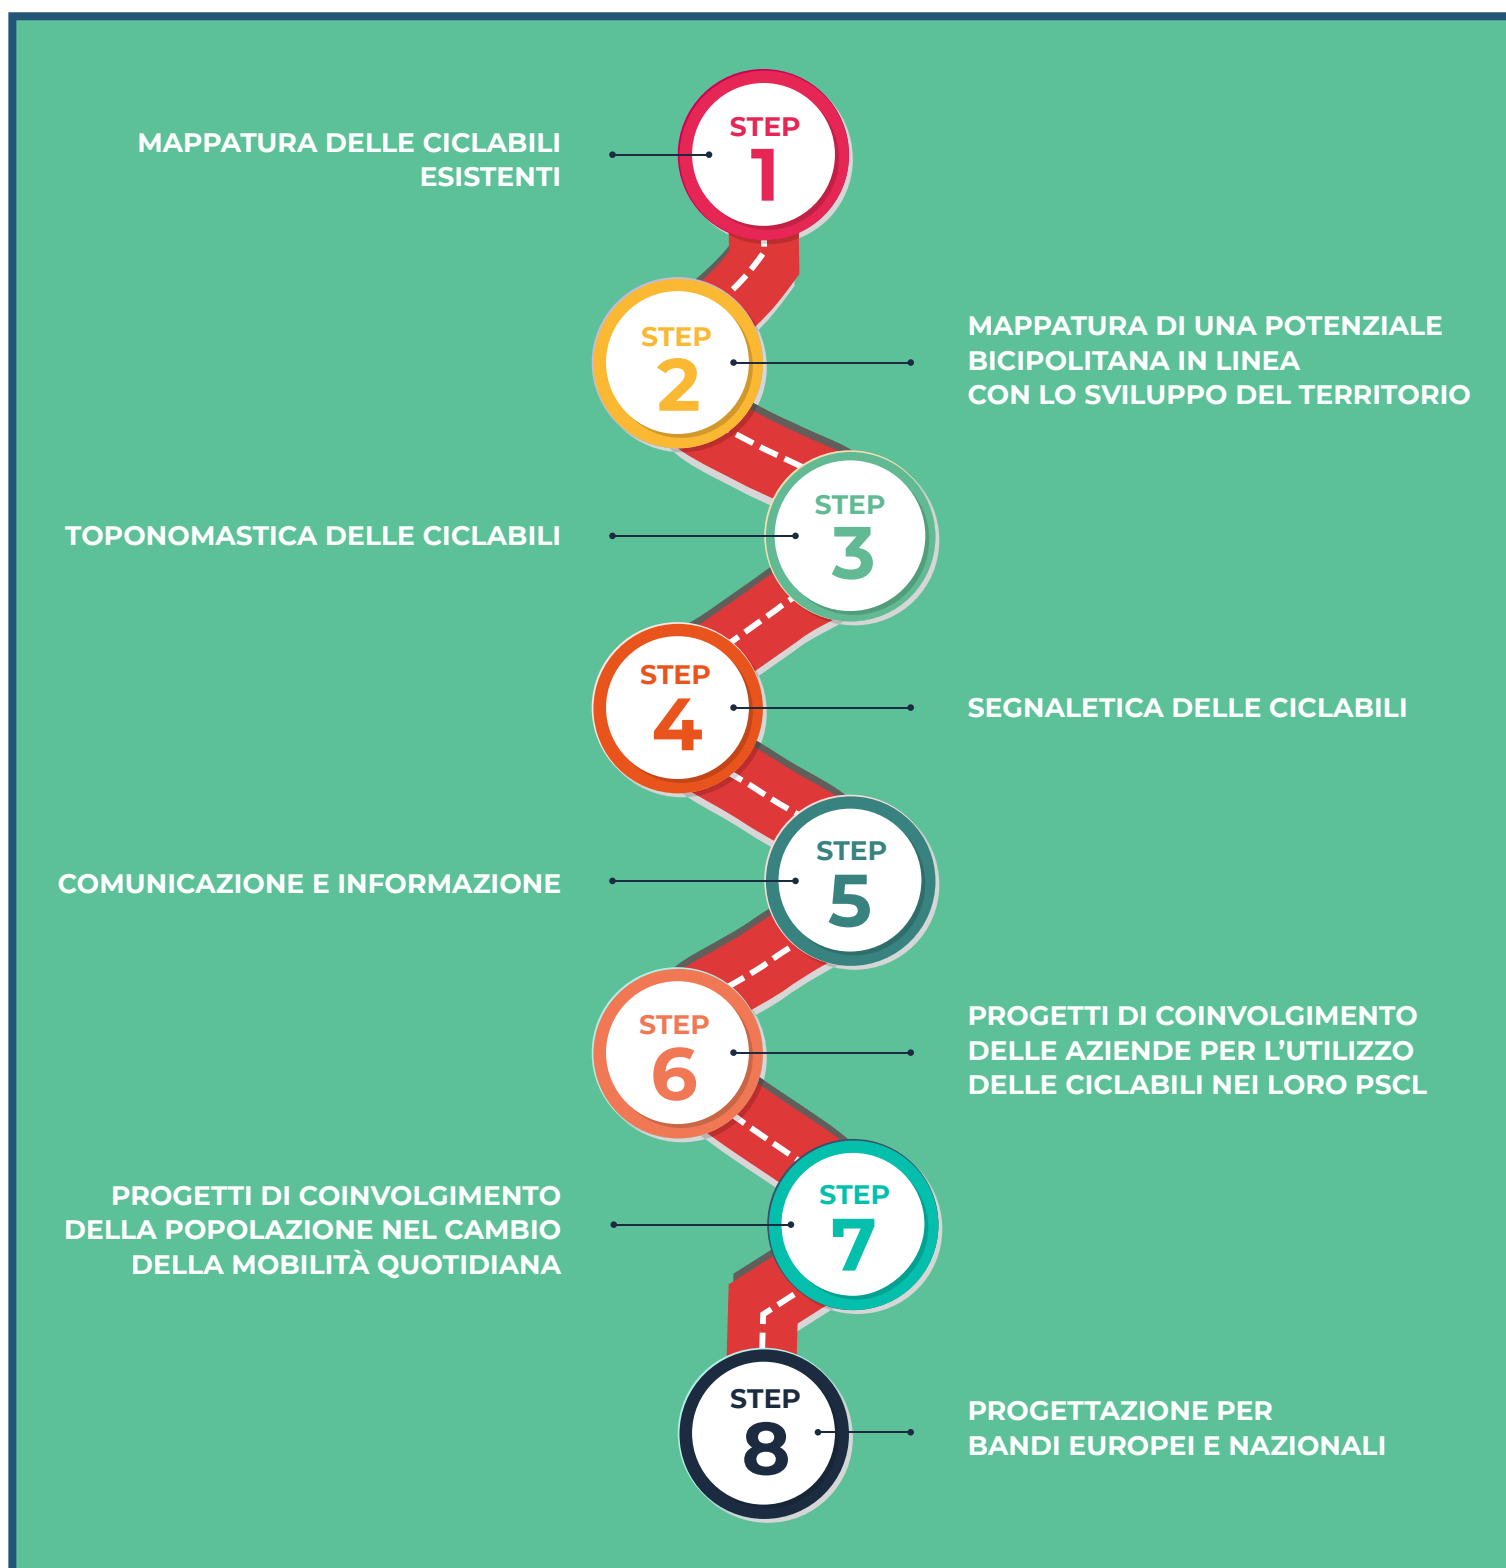 STEP
1
MAPPATURA DELLE CICLABILI
ESISTENTI
STEP
2
MAPPATURA DI UNA POTENZIALE
BICIPOLITANA IN LINEA
CON LO SVILUPPO DEL TERRITORIO
STEP
3
TOPONOMASTICA DELLE CICLABILI
STEP
4
SEGNALETICA DELLE CICLABILI
STEP
5
COMUNICAZIONE E INFORMAZIONE
STEP
6
PROGETTI DI COINVOLGIMENTO
DELLE AZIENDE PER L’UTILIZZO
DELLE CICLABILI NEI LORO PSCL
STEP
7
PROGETTI DI COINVOLGIMENTO
DELLA POPOLAZIONE NEL CAMBIO
DELLA MOBILITÀ QUOTIDIANA
STEP
8
PROGETTAZIONE PER
BANDI EUROPEI E NAZIONALI